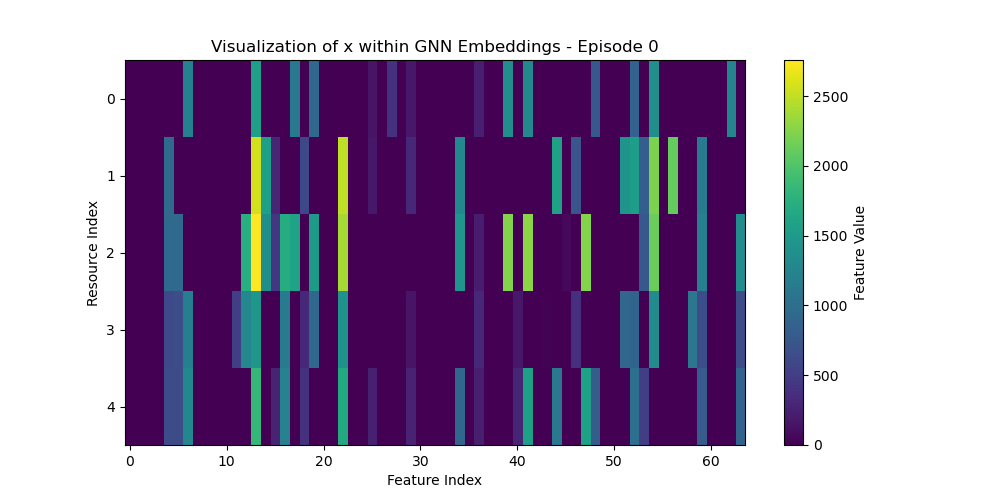 Visualization of x within GNN Embeddings - Episode 0
0
1
2
3
4
Resource Index
0 10 20 30 40 50 60
Feature Index
2500
2000
1500
1000
500
0
Feature Value